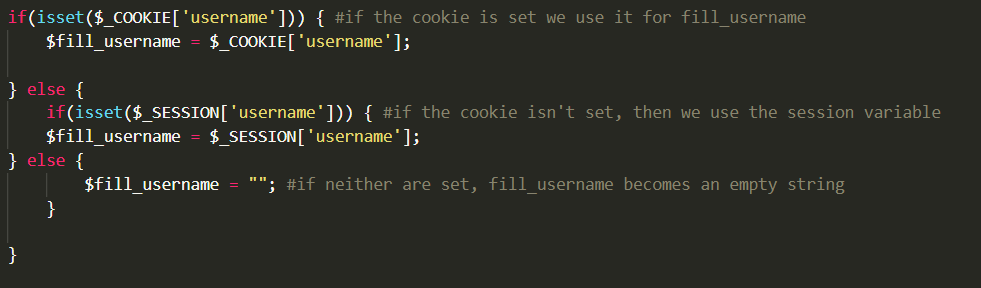 if(isset($_COOKIE['username'])) { #if the cookie is set we use it for fill_username
$fill_username = $_COOKIE['username'];
} else {
if(isset($_SESSION['username'])) { #if the cookie isn't set, then we use the session variable
$fill_username = $_SESSION['username'];
} else {
$fill_username = ""; #if neither are set, fill_username becomes an empty string
}
}